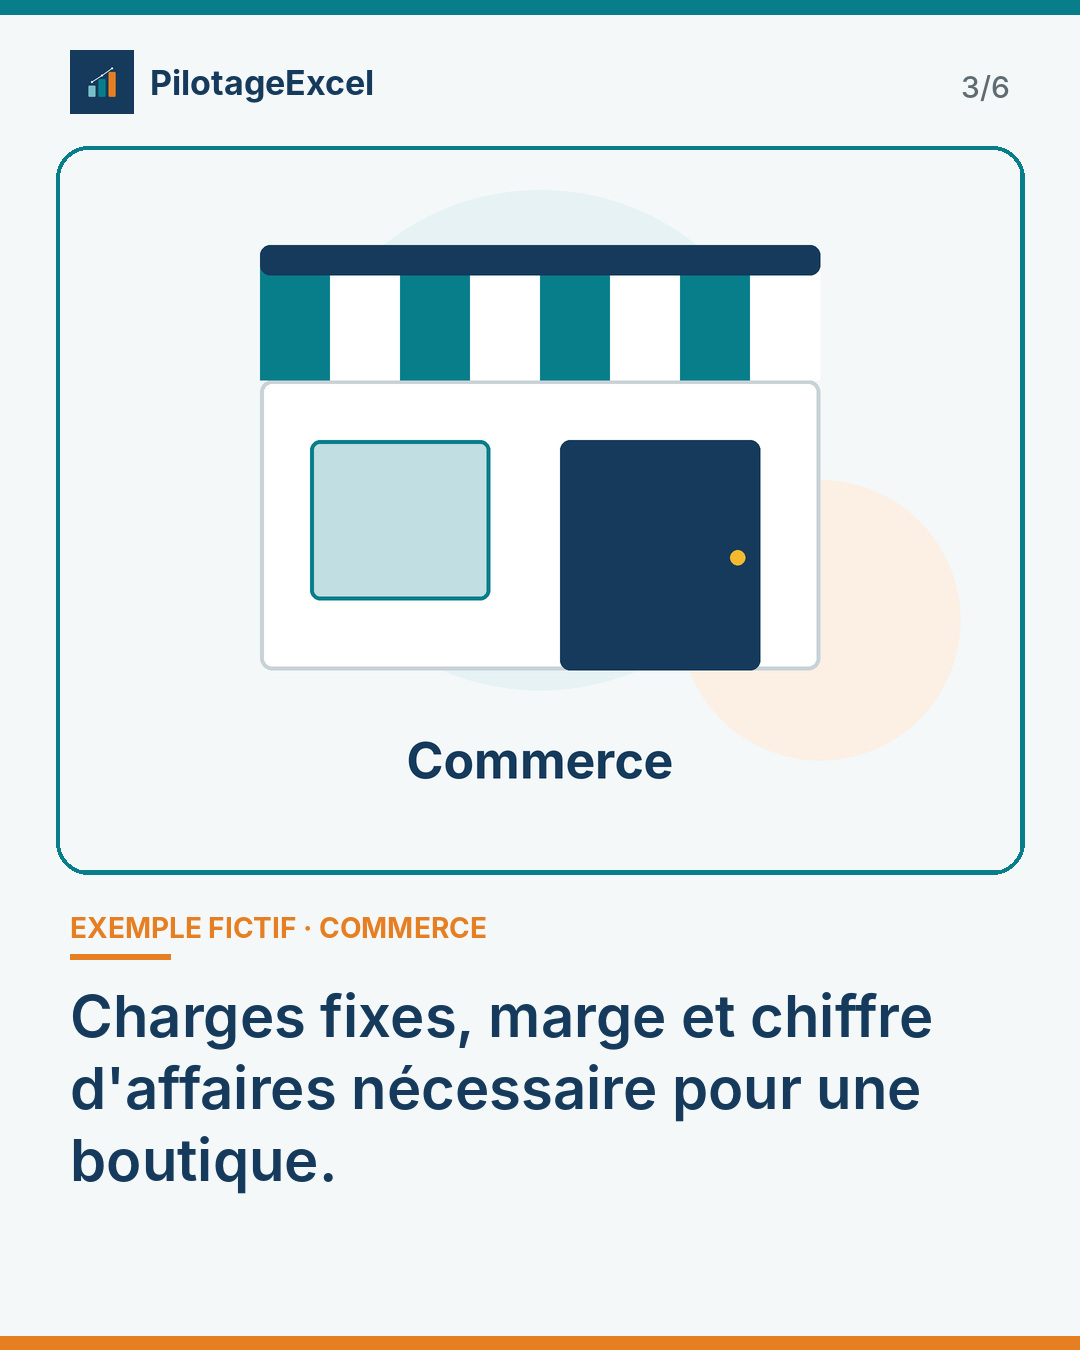 PilotageExcel
3/6
Commerce
EXEMPLE FICTIF · COMMERCE
Charges fixes, marge et chiffre
d'affaires nécessaire pour une
boutique.